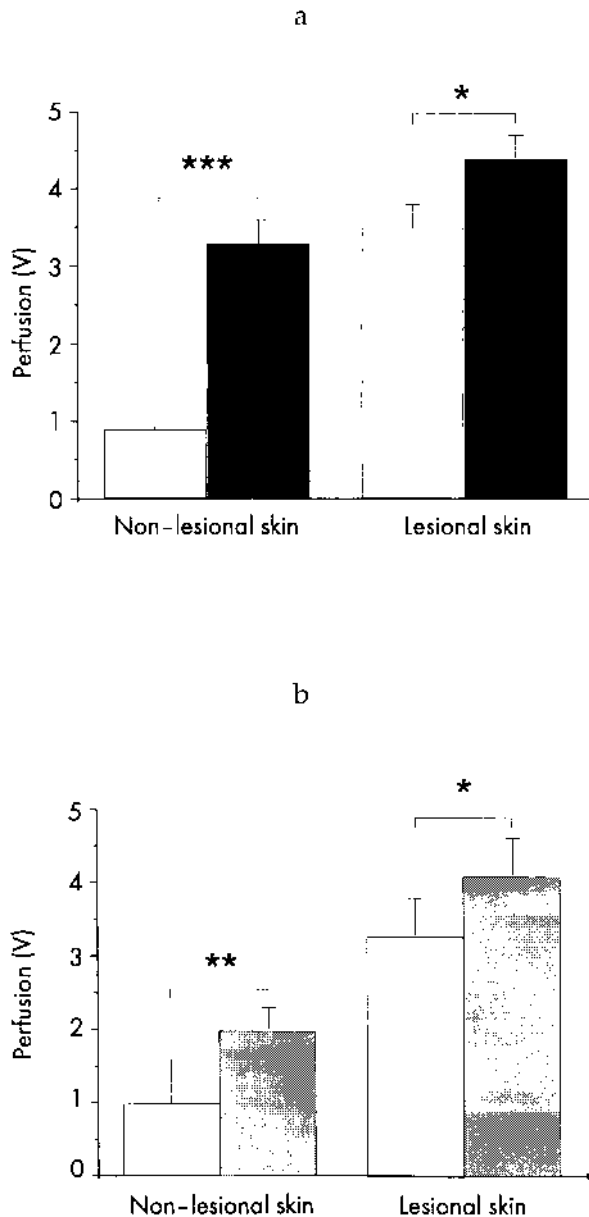 a
5
4
3
2
1
0
Perfusion (V)
***
*
Non-lesional skin
Lesional skin
b
5
4
3
2
1
0
Perfusion (V)
**
*
Non-lesional skin
Lesional skin